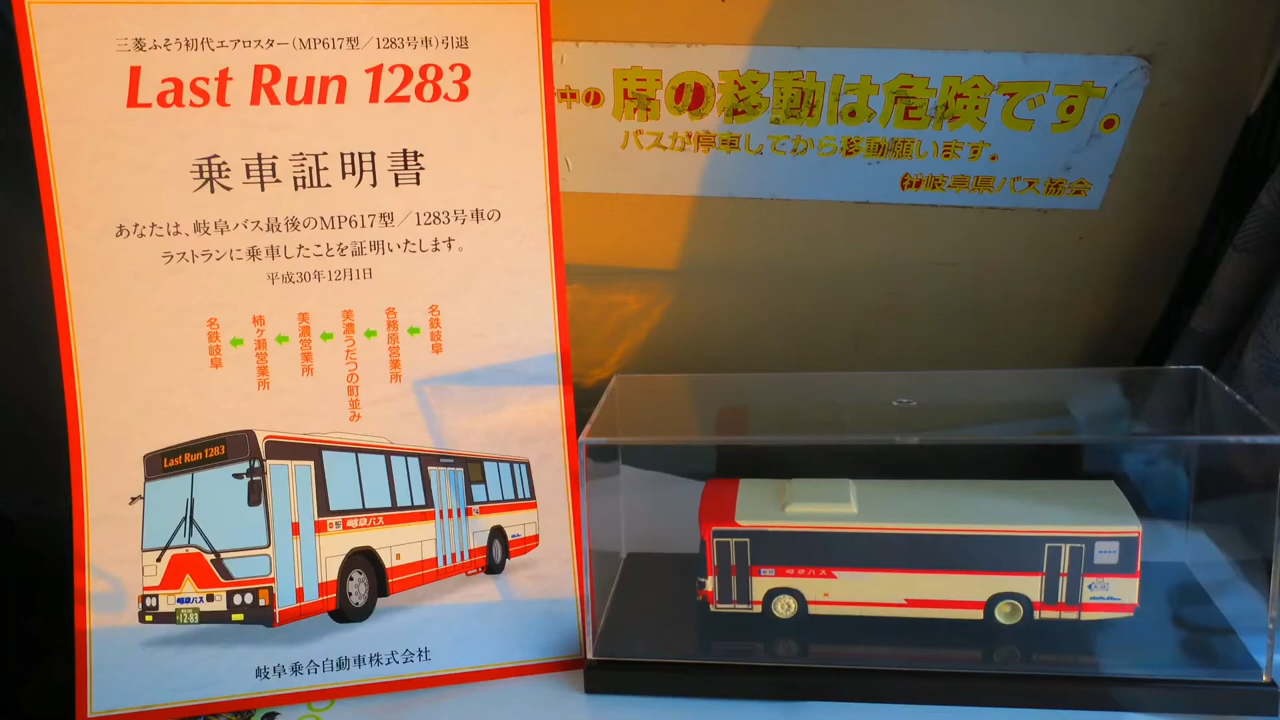 三菱ふそう初代エアロスター(MP617型／1283号車)引退
Last Run 1283
乗車証明書
あなたは、岐阜バス最後のMP617型／1283号車の
ラストランに乗車したことを証明いたします。
平成30年12月1日
名鉄岐阜
各務原営業所
美濃うだつの町並み
美濃営業所
柿ヶ瀬営業所
名鉄岐阜
Last Run 1283
岐阜バス
岐阜バス
12-83
岐阜乗合自動車株式会社
中の席の移動は危険です。
バスが停車してから移動願います。
㈳岐阜県バス協会
岐阜バス